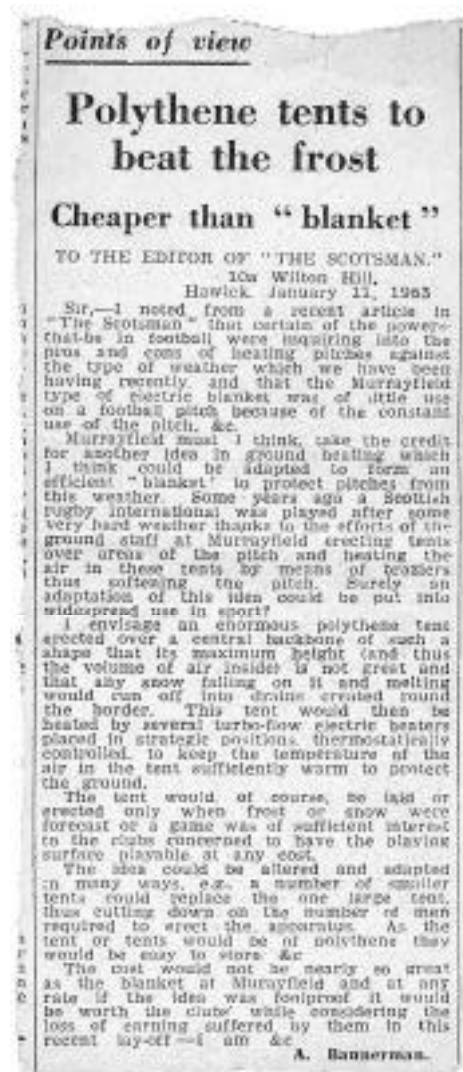 Points of view
Polythene tents to
beat the frost
Cheaper than "blanket"
TO THE EDITOR OF "THE SCOTSMAN."
10a Wilton Hill,
Hawick, January 11, 1963
Sir,—I noted from a recent article in
"The Scotsman" that certain of the powers-
that-be in football were inquiring into the
pros and cons of heating pitches against
the type of weather which we have been
having recently and that the Murrayfield
type of electric blanket was of little use
on a football pitch because of the constant
use of the pitch, &c.
Murrayfield must I think, take the credit
for another idea in ground heating which
I think could be adapted to form an
efficient "blanket" to protect pitches from
this weather. Some years ago a Scottish
rugby international was played after some
very hard weather thanks to the efforts of the
ground staff at Murrayfield erecting tents
over areas of the pitch and heating the
air in these tents by means of braziers
thus softening the pitch. Surely an
adaptation of this idea could be put into
widespread use in sport?
I envisage an enormous polythene tent
erected over a central backbone of such a
shape that its maximum height (and thus
the volume of air inside) is not great and
that any snow falling on it and melting
would run off into drains created round
the border. This tent would then be
heated by several turbo-flow electric heaters
placed in strategic positions, thermostatically
controlled, to keep the temperature of the
air in the tent sufficiently warm to protect
the ground.
The tent would, of course, be laid or
erected only when frost or snow were
forecast or a game was of sufficient interest
to the clubs concerned to have the playing
surface playable at any cost.
The idea could be altered and adapted
in many ways, e.g., a number of smaller
tents could replace the one large tent,
thus cutting down on the number of men
required to erect the apparatus. As the
tent or tents would be of polythene they
would be easy to store &c
The cost would not be nearly so great
as the blanket at Murayfield and at any
rate if the idea was foolproof it would
be worth the clubs' while considering the
loss of earning suffered by them in this
recent lay-off —I am &c
A. Bannerman.